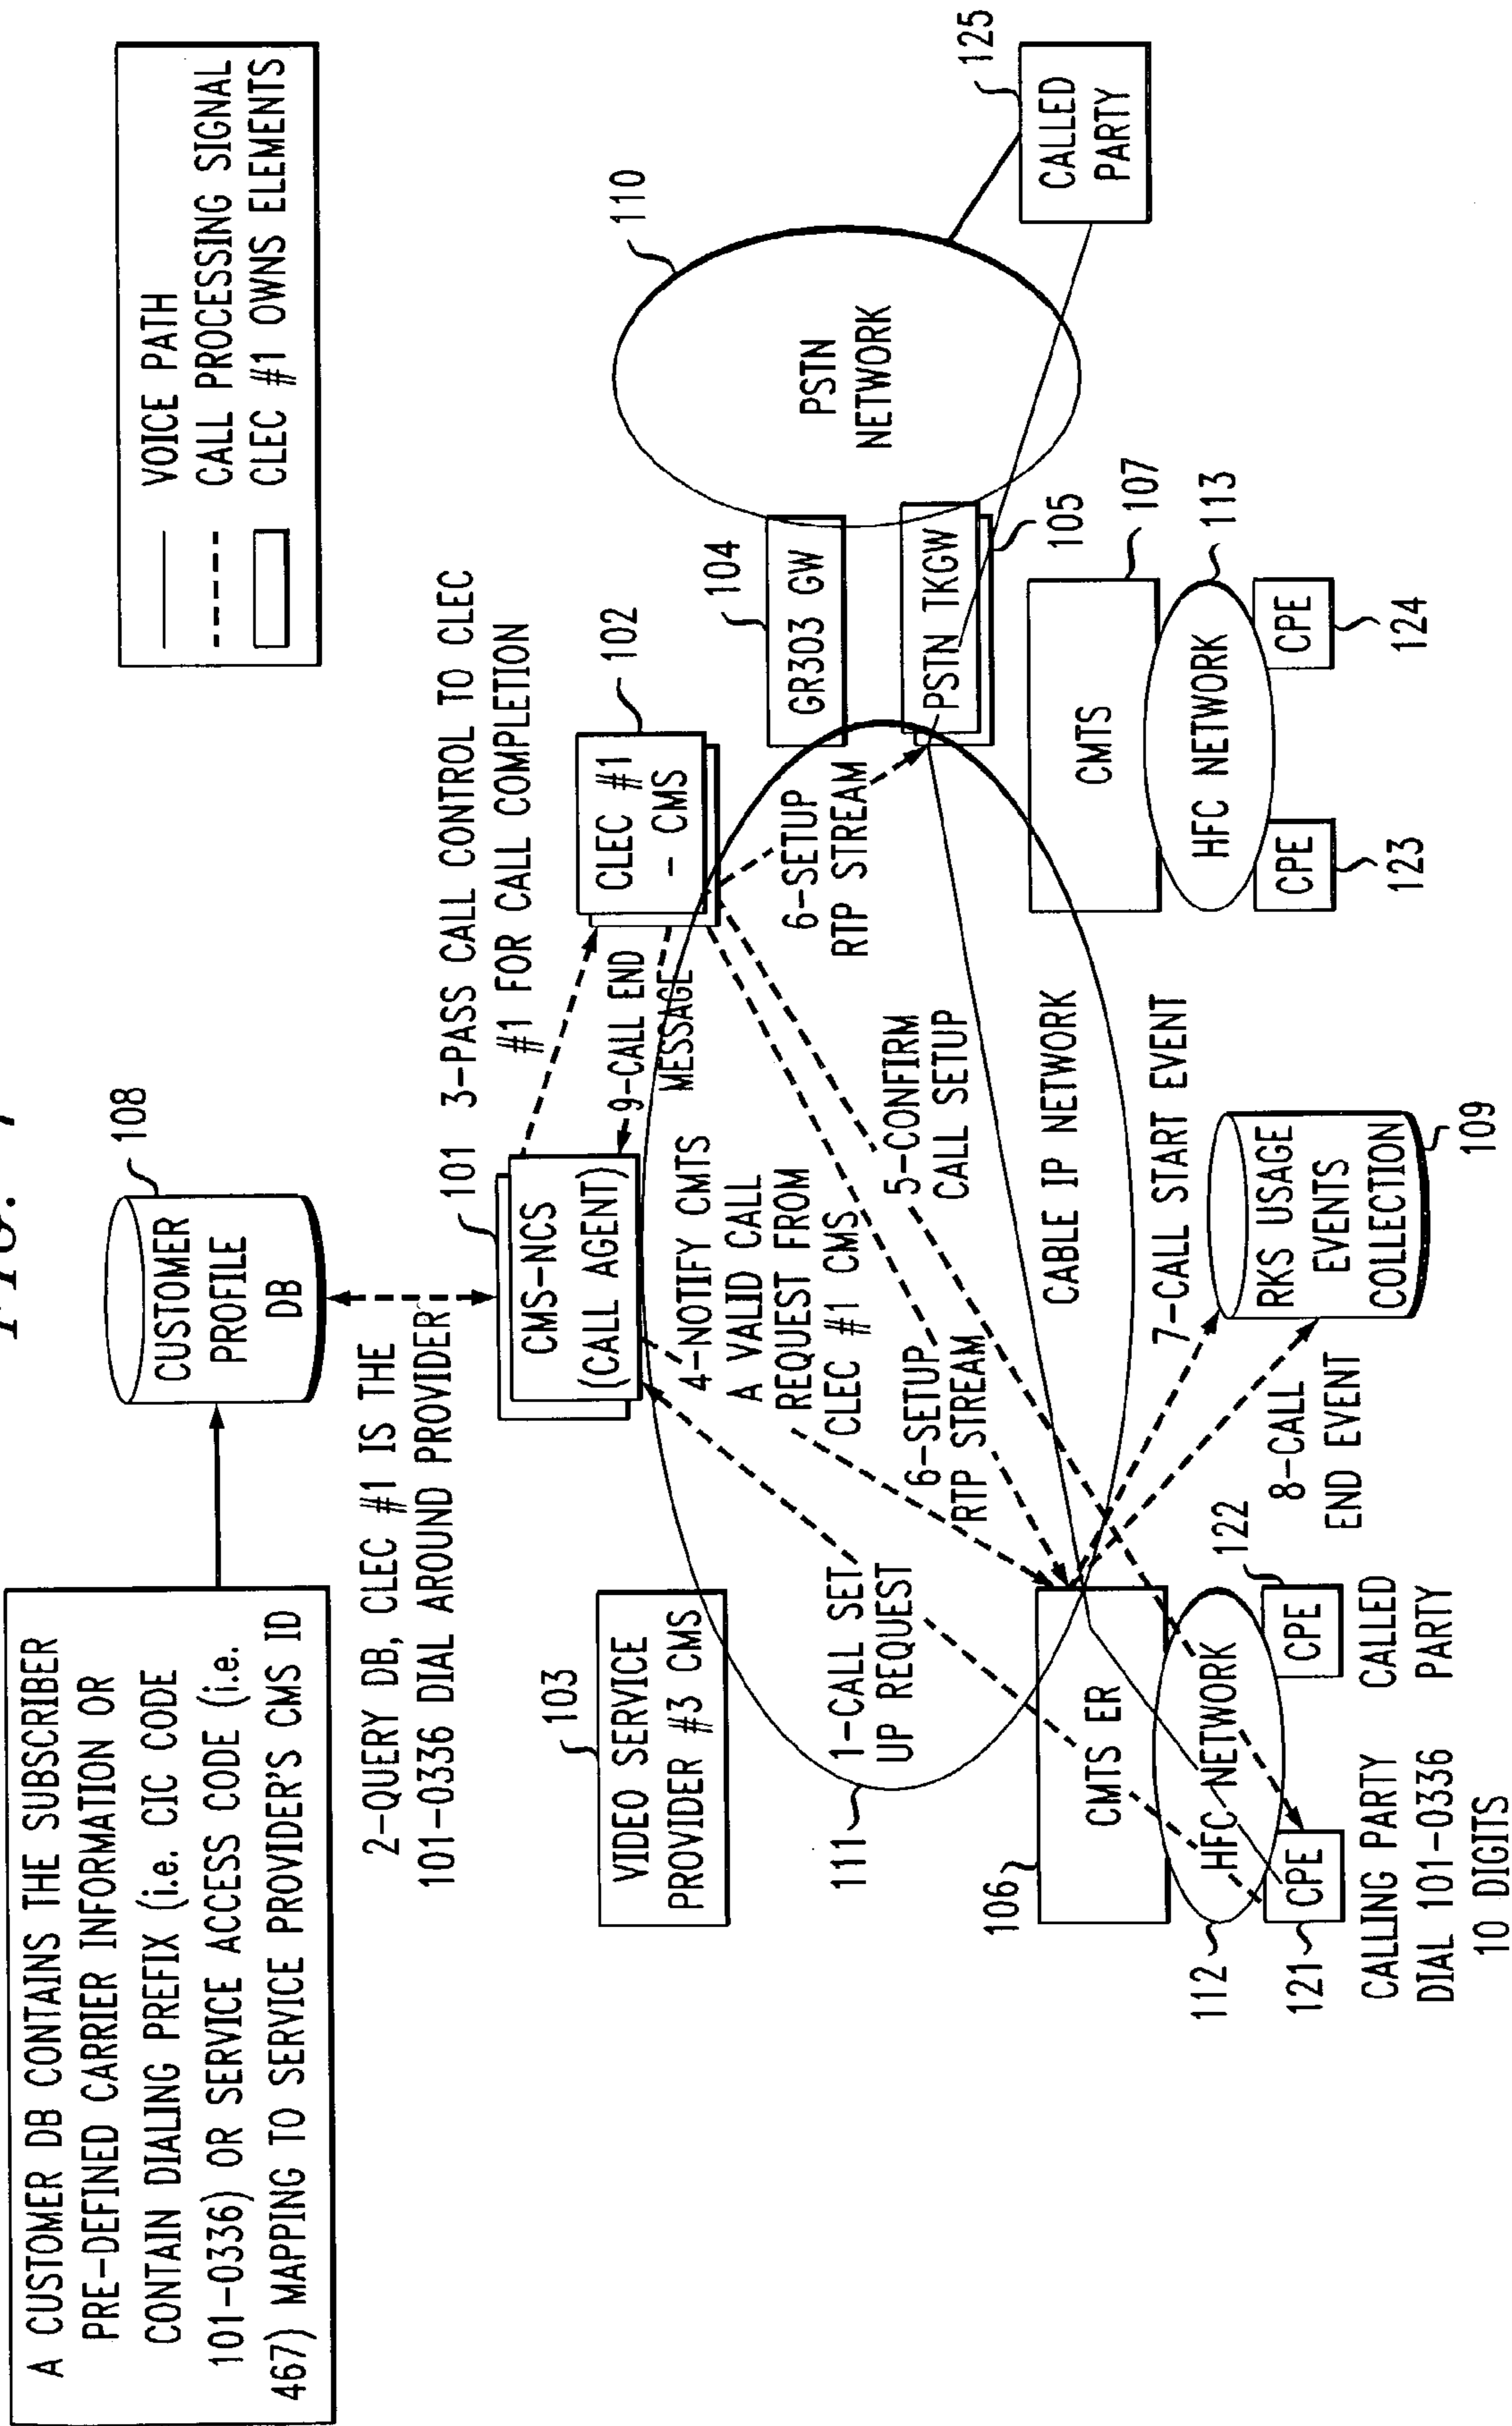 A CUSTOMER DB CONTAINS THE SUBSCRIBER
PRE-DEFINED CARRIER INFORMATION OR
CONTAIN DIALING PREFIX (i.e. CIC CODE
101-0336) OR SERVICE ACCESS CODE (i.e.
467) MAPPING TO SERVICE PROVIDER'S CMS ID
108
CUSTOMER
PROFILE
DB
VOICE PATH
CALL PROCESSING SIGNAL
CLEC #1 OWNS ELEMENTS
2-QUERY DB, CLEC #1 IS THE
101-0336 DIAL AROUND PROVIDER
101
3-PASS CALL CONTROL TO CLEC
#1 FOR CALL COMPLETION
103
VIDEO SERVICE
PROVIDER #3 CMS
CMS-NCS
(CALL AGENT)
9-CALL END
MESSAGE
CLEC #1
- CMS
102
104
GR303 GW
110
PSTN
NETWORK
4-NOTIFY CMTS
A VALID CALL
REQUEST FROM
CLEC #1 CMS
6-SETUP
RTP STREAM
PSTN TKGW
105
111
1-CALL SET
UP REQUEST
6-SETUP
RTP STREAM
5-CONFIRM
CALL SETUP
CABLE IP NETWORK
125
CALLED
PARTY
106
CMTS ER
7-CALL START EVENT
CMTS
107
112
HFC NETWORK
HFC NETWORK
113
121
CPE
122
CPE
8-CALL
END EVENT
RKS USAGE
EVENTS
COLLECTION
109
CPE
123
CPE
124
CALLING PARTY
DIAL 101-0336
10 DIGITS
CALLED
PARTY